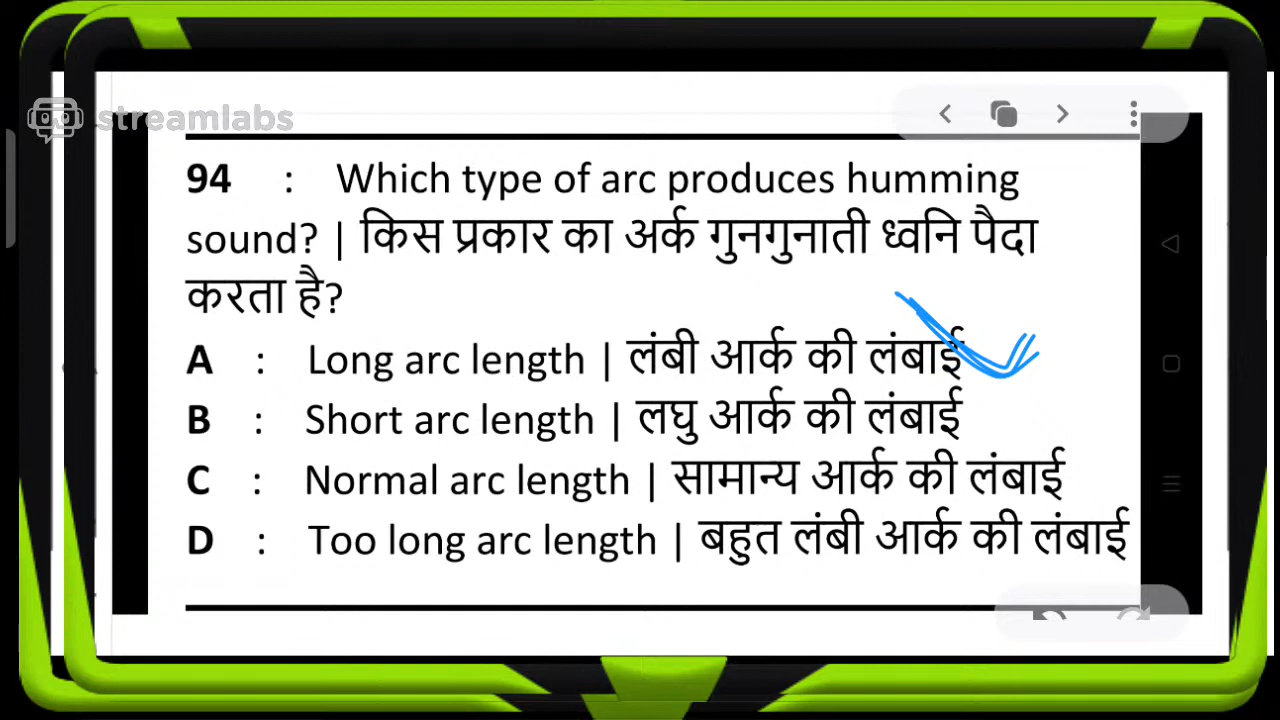 streamlabs
94 : Which type of arc produces humming
sound? | किस प्रकार का अर्क गुनगुनाती ध्वनि पैदा
करता है?
A : Long arc length | लंबी आर्क की लंबाई
B : Short arc length | लघु आर्क की लंबाई
C : Normal arc length | सामान्य आर्क की लंबाई
D : Too long arc length | बहुत लंबी आर्क की लंबाई